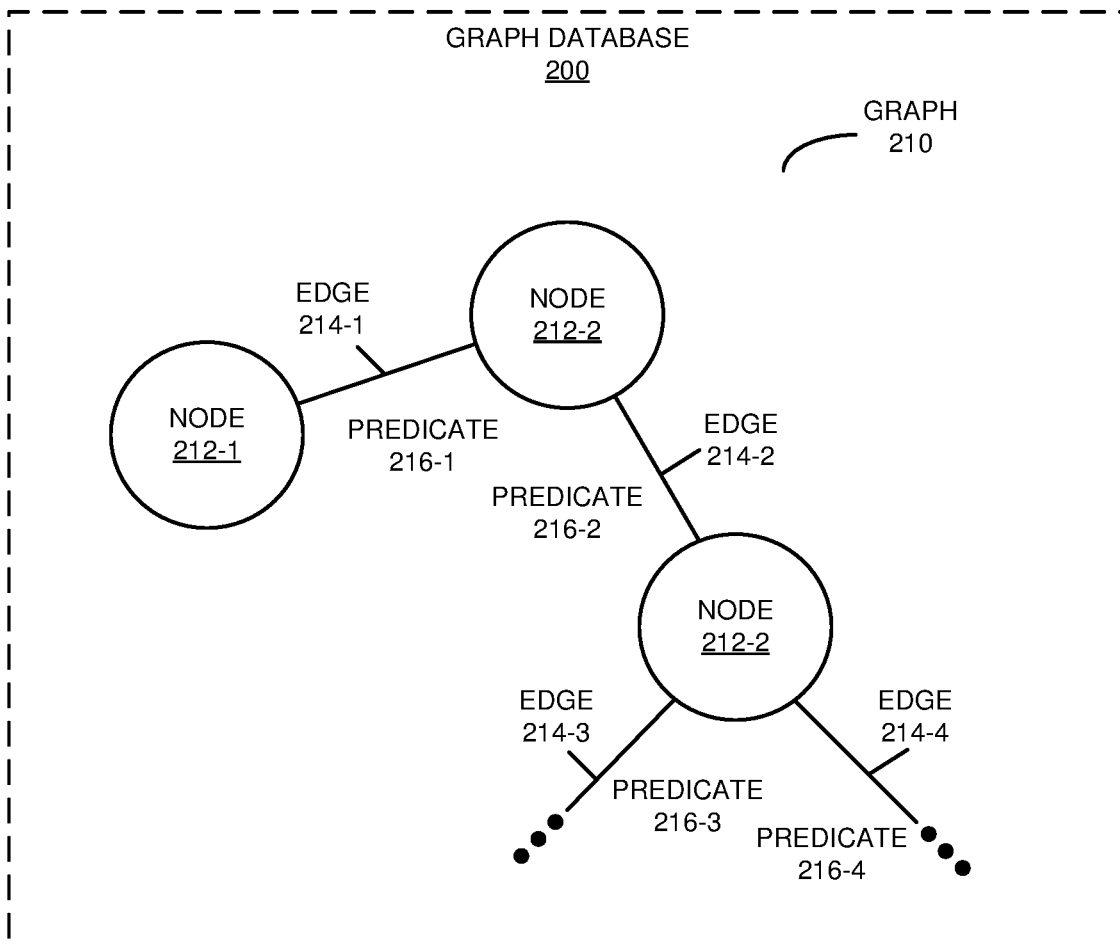 GRAPH DATABASE
200
GRAPH
210
EDGE
214-1
NODE
212-2
NODE
212-1
PREDICATE
216-1
EDGE
214-2
PREDICATE
216-2
NODE
212-2
EDGE
214-3
EDGE
214-4
PREDICATE
216-3
PREDICATE
216-4